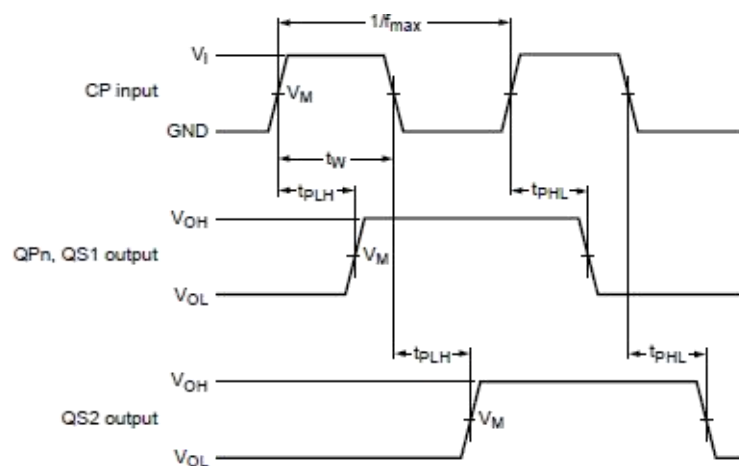 1/fmax
VI
CP input
VM
GND
tW
tPLH
tPHL
VOH
QPn, QS1 output
VM
VOL
tPLH
tPHL
VOH
QS2 output
VM
VOL